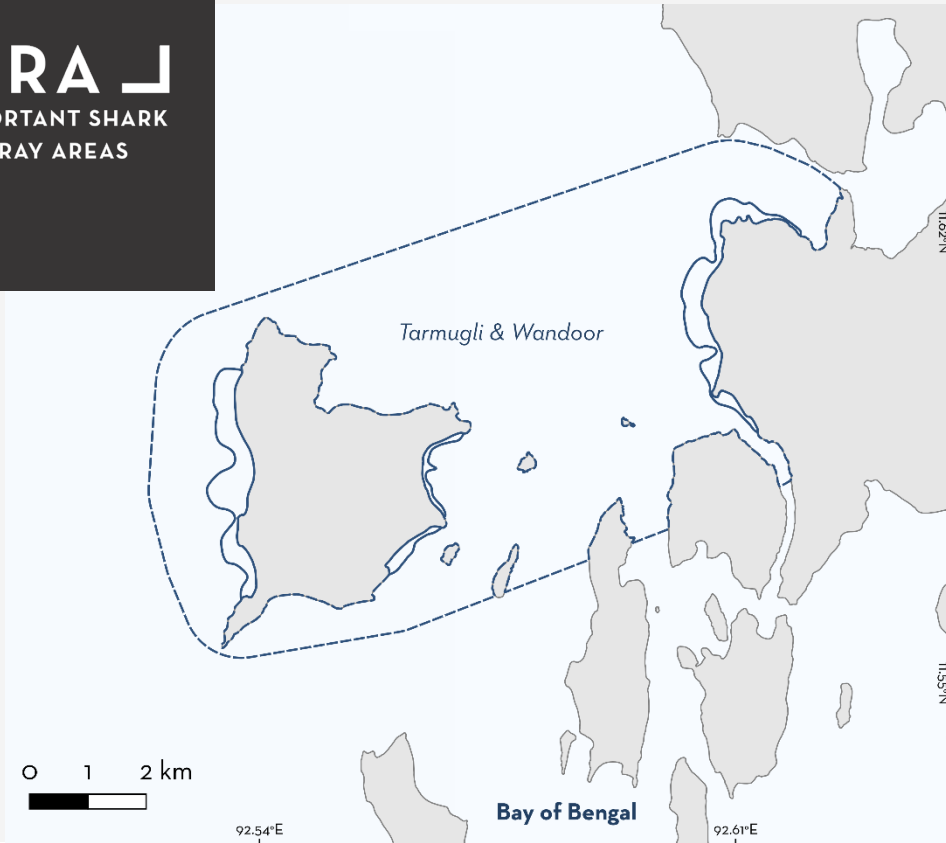 RA
ORTANT SHARK
RAY AREAS
11.62°N
Tarmugli & Wandoor
11.55°N
0 1 2 km
Bay of Bengal
92.54°E
92.61°E